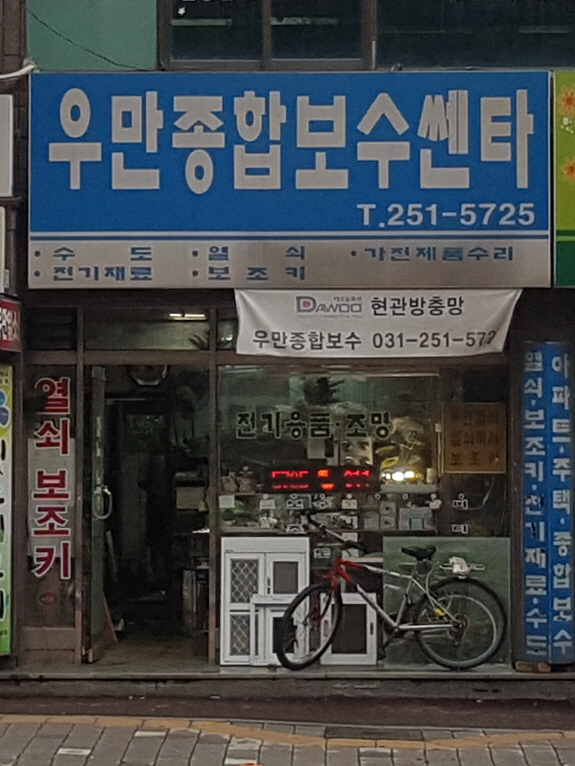 우만종합보수쎈타
T.251-5725
·수 도 ·열 쇠 ·가전제품수리
·전기재료 ·보조키
DAWOO 현관방충망
우만종합보수 031-251-572
전기용품·조명
열쇠 보조키
보조키
아파트·주택·종합보수
열쇠·보조키·전기재료·수도